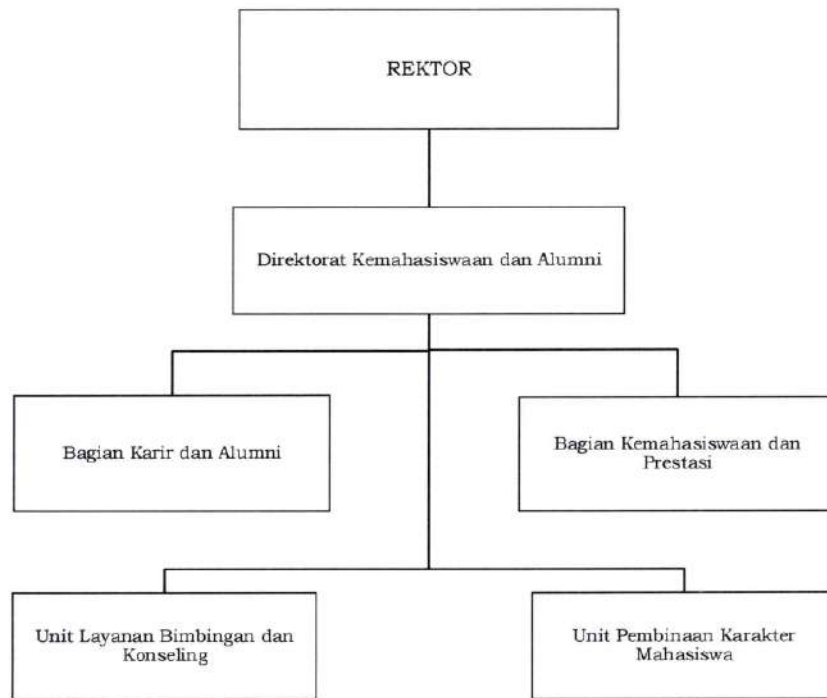 REKTOR
Direktorat Kemahasiswaan dan Alumni
Bagian Karir dan Alumni
Bagian Kemahasiswaan dan
Prestasi
Unit Layanan Bimbingan dan
Konseling
Unit Pembinaan Karakter
Mahasiswa